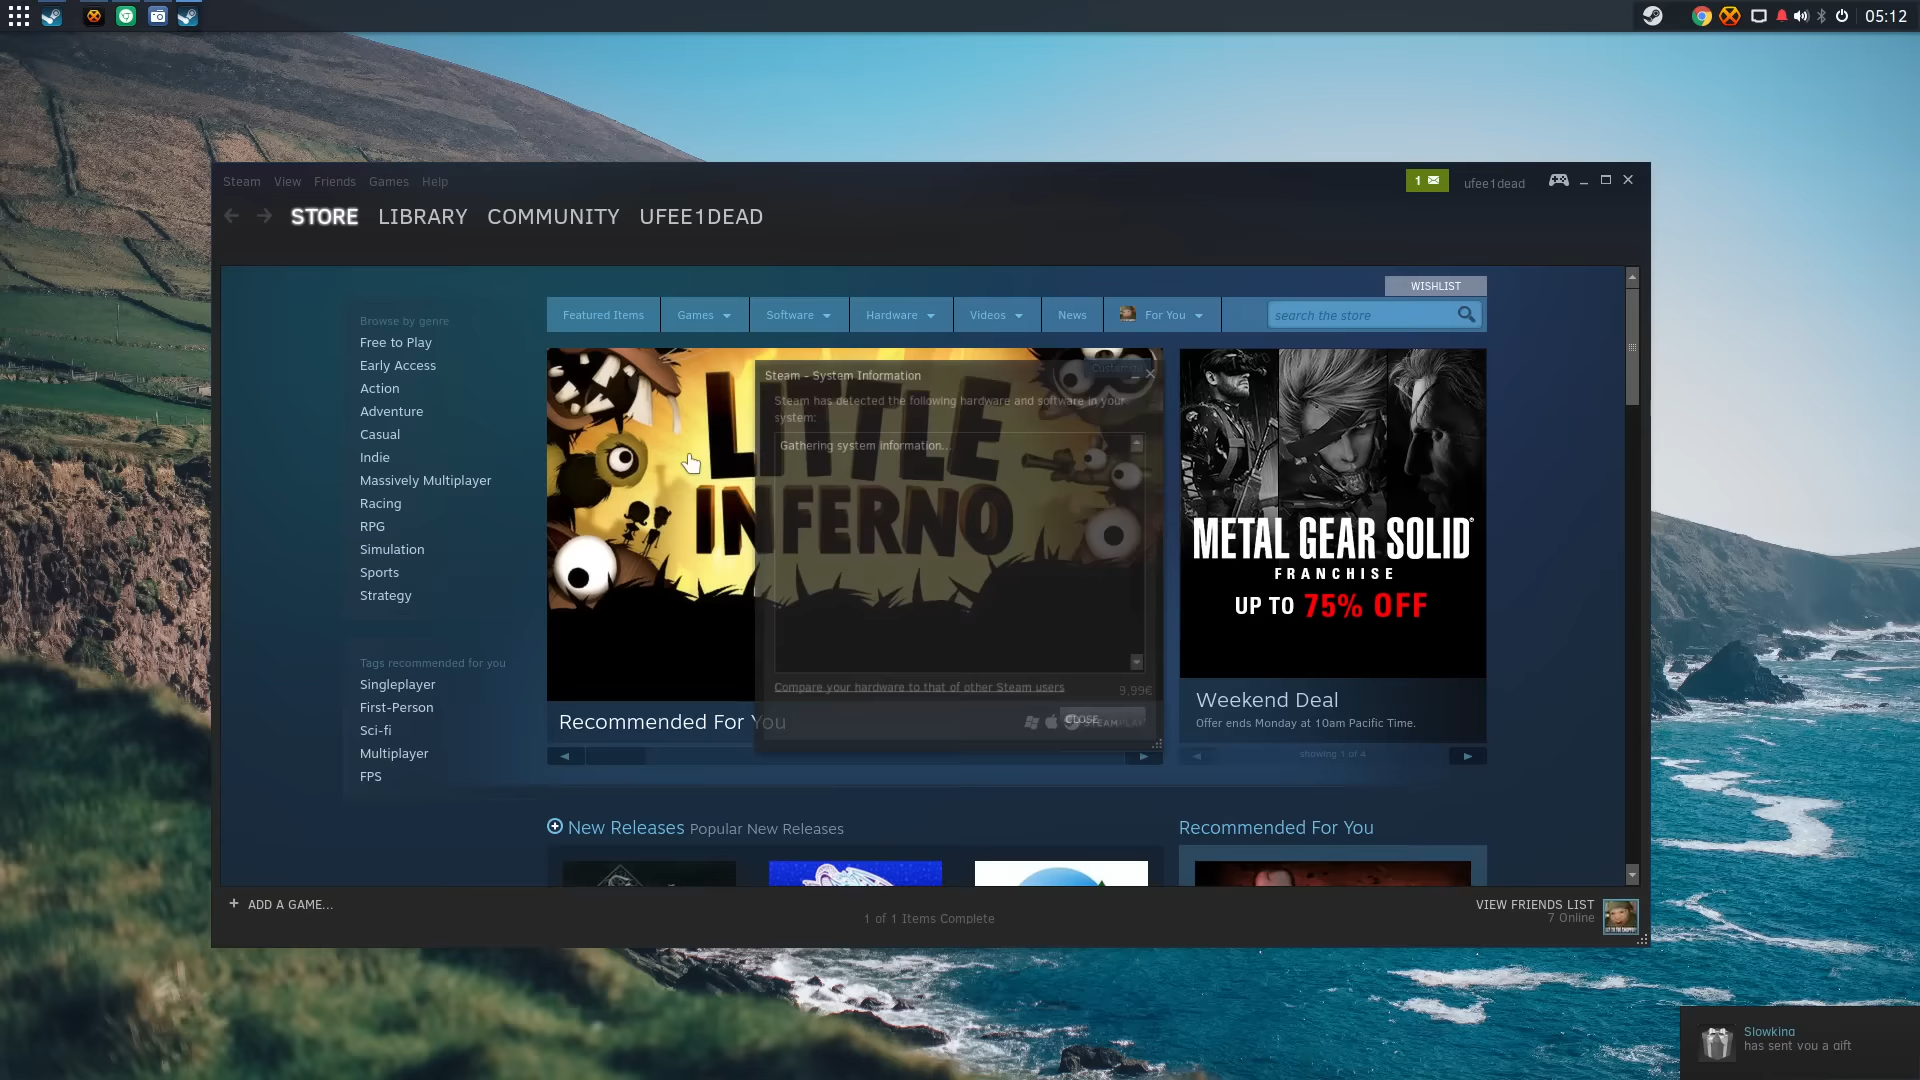 05:12
Steam View Friends Games Help
1
ufee1dead
STORE LIBRARY COMMUNITY UFEE1DEAD
WISHLIST
Featured Items Games Software Hardware Videos News For You
search the store
Browse by genre
Free to Play
Early Access
Action
Adventure
Casual
Indie
Massively Multiplayer
Racing
RPG
Simulation
Sports
Strategy
Tags recommended for you
Singleplayer
First-Person
Sci-fi
Multiplayer
FPS
LITTLE
INFERNO
Customize
Steam - System Information
Steam has detected the following hardware and software in your
system:
Gathering system information...
Compare your hardware to that of other Steam users
9,99€
CLOSE
Recommended For You
METAL GEAR SOLID
FRANCHISE
UP TO 75% OFF
Weekend Deal
Offer ends Monday at 10am Pacific Time.
showing 1 of 4
New Releases Popular New Releases
Recommended For You
ADD A GAME...
1 of 1 Items Complete
VIEW FRIENDS LIST
7 Online
Slowking
has sent you a gift